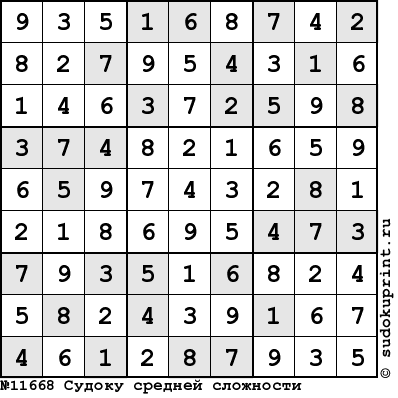 9 3 5 1 6 8 7 4 2
8 2 7 9 5 4 3 1 6
1 4 6 3 7 2 5 9 8
3 7 4 8 2 1 6 5 9
6 5 9 7 4 3 2 8 1
2 1 8 6 9 5 4 7 3
7 9 3 5 1 6 8 2 4
5 8 2 4 3 9 1 6 7
4 6 1 2 8 7 9 3 5
№11668 Судоку средней сложности
© sudokuprint.ru